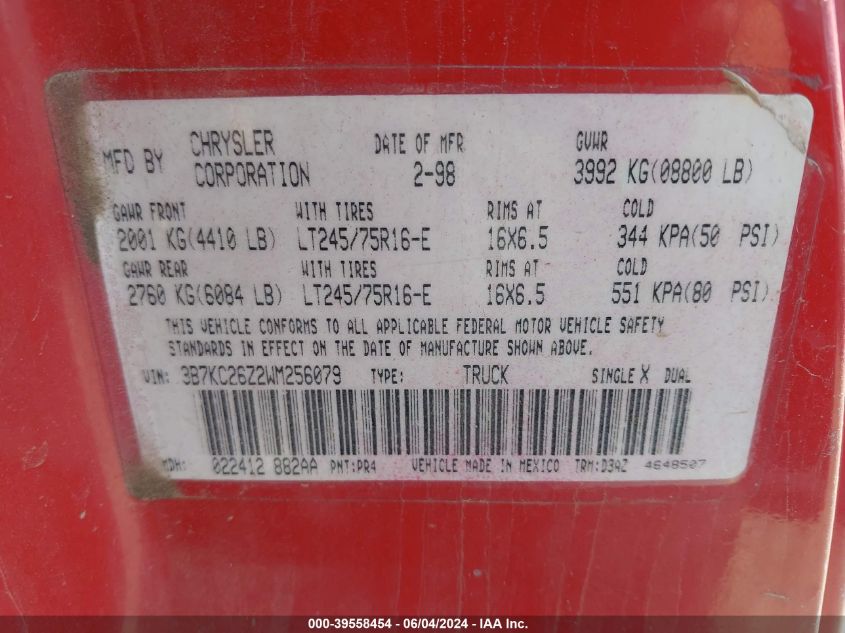 MFD BY CHRYSLER CORPORATION DATE OF MFR 2-98 GVWR 3992 KG(08800 LB)
GAWR FRONT WITH TIRES RIMS AT COLD
2001 KG(4410 LB) LT245/75R16-E 16X6.5 344 KPA(50 PSI)
GAWR REAR WITH TIRES RIMS AT COLD
2760 KG(6084 LB) LT245/75R16-E 16X6.5 551 KPA(80 PSI)
THIS VEHICLE CONFORMS TO ALL APPLICABLE FEDERAL MOTOR VEHICLE SAFETY
STANDARDS IN EFFECT ON THE DATE OF MANUFACTURE SHOWN ABOVE.
VIN: 3B7KC26Z2WM256079 TYPE: TRUCK SINGLE X DUAL
MDH: 022412 882AA PNT:PR4 VEHICLE MADE IN MEXICO TRM:D3AZ 4648507
000-39558454 - 06/04/2024 - IAA Inc.